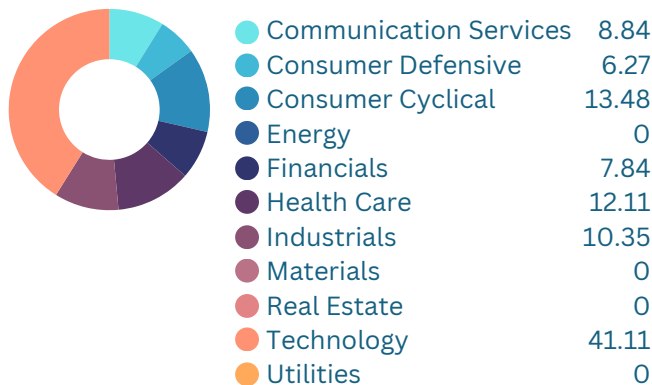 Communication Services 8.84
Consumer Defensive 6.27
Consumer Cyclical 13.48
Energy 0
Financials 7.84
Health Care 12.11
Industrials 10.35
Materials 0
Real Estate 0
Technology 41.11
Utilities 0